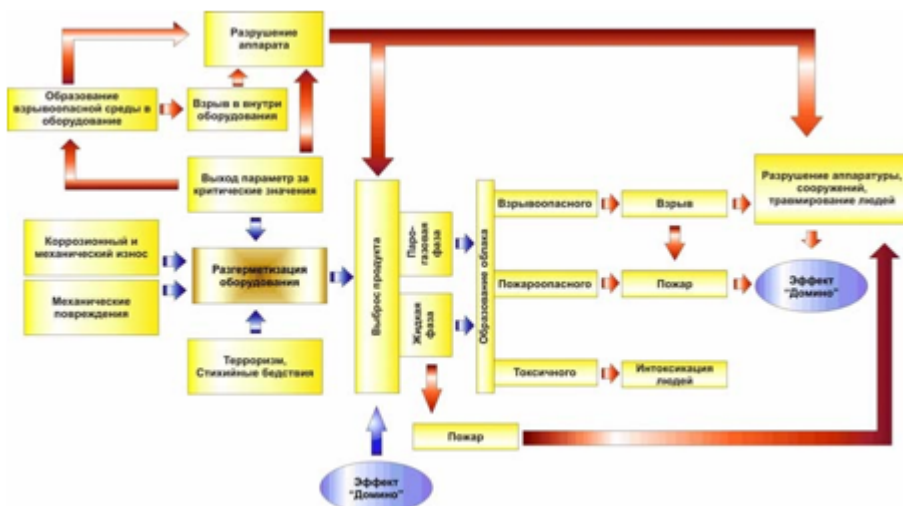 Разрушение
аппарата
Образование
взрывоопасной среды в
оборудование
Взрыв в внутри
оборудования
Выход параметр за
критические значения
Коррозионный и
механический износ
Механические
повреждения
Разгерметизация
оборудования
Терроризм,
Стихийные бедствия
Выброс продукта
Паро-
газовая
фаза
Жидкая
фаза
Образование облака
Взрывоопасного
Взрыв
Разрушение аппаратуры,
сооружений,
травмирование людей
Пожароопасного
Пожар
Эффект
"Домино"
Токсичного
Интоксикация
людей
Пожар
Эффект
"Домино"